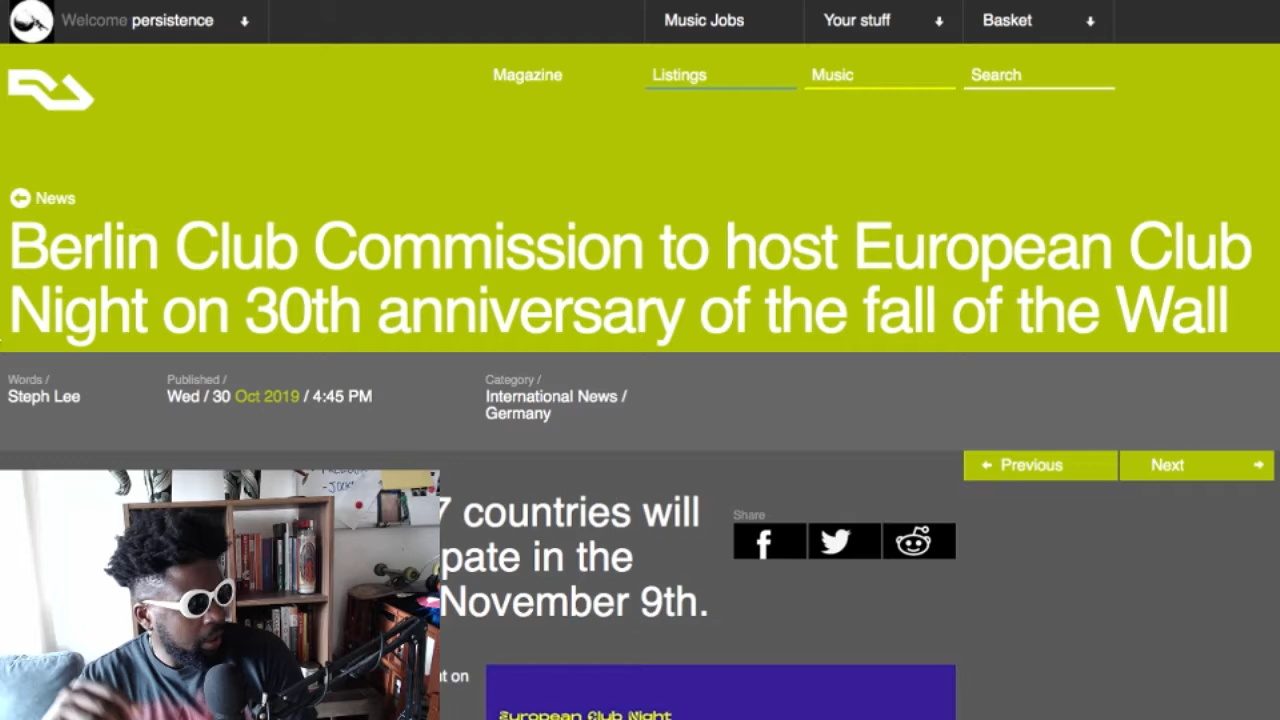 Welcome persistence
Music Jobs
Your stuff
Basket
Magazine
Listings
Music
Search
News
Berlin Club Commission to host European Club
Night on 30th anniversary of the fall of the Wall
Words /
Steph Lee
Published /
Wed / 30 Oct 2019 / 4:45 PM
Category /
International News /
Germany
Previous
Next
7 countries will
pate in the
November 9th.
Share
on
European Club Night